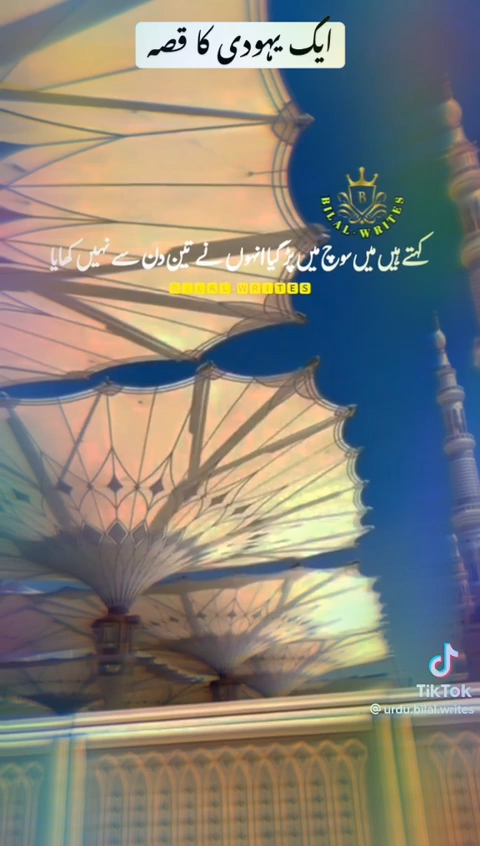 ایک یہودی کا قصہ
BILAL WRITES
کہتے ہیں میں سوچ میں پڑ گیا انہوں نے تین دن سے نہیں کھایا
BILAL WRITES
TikTok
@urdu.bilal.writes